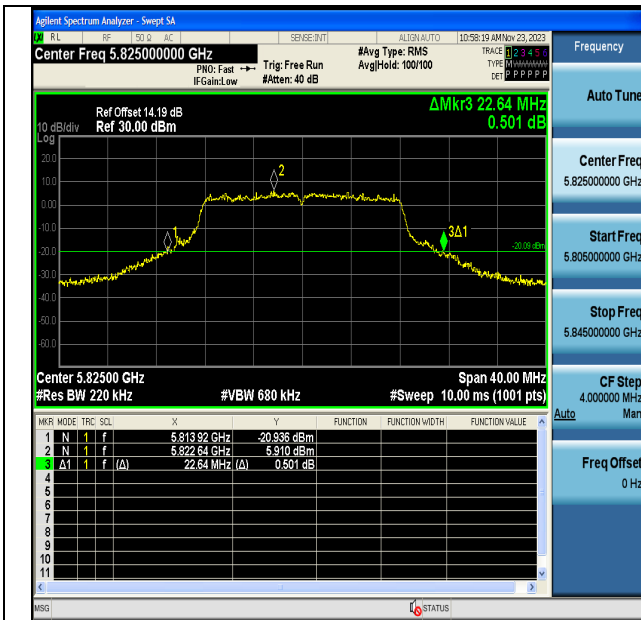 Agilent Spectrum Analyzer - Swept SA
RL RF 50 Ω AC SENSE:INT ALIGN AUTO 10:58:19 AM Nov 23, 2023
Center Freq 5.825000000 GHz #Avg Type: RMS TRACE 1 2 3 4 5 6
PNO: Fast Trig: Free Run Avg|Hold: 100/100 TYPE M
IFGain:Low #Atten: 40 dB DET P P P P P P
Frequency
Auto Tune
Center Freq
5.825000000 GHz
Start Freq
5.805000000 GHz
Stop Freq
5.845000000 GHz
CF Step
4.000000 MHz
Auto Man
Freq Offset
0 Hz
ΔMkr3 22.64 MHz
0.501 dB
Ref Offset 14.19 dB
10 dB/div Ref 30.00 dBm
Log
20.0
10.0
0.00
-10.0
-20.0
-30.0
-40.0
-50.0
-60.0
1
2
3Δ1
-20.09 dBm
Center 5.82500 GHz Span 40.00 MHz
#Res BW 220 kHz #VBW 680 kHz #Sweep 10.00 ms (1001 pts)
MKR MODE TRC SCL X Y FUNCTION FUNCTION WIDTH FUNCTION VALUE
1 N 1 f 5.813 92 GHz -20.936 dBm
2 N 1 f 5.822 64 GHz 5.910 dBm
3 Δ1 1 f (Δ) 22.64 MHz (Δ) 0.501 dB
4
5
6
7
8
9
10
11
MSG STATUS